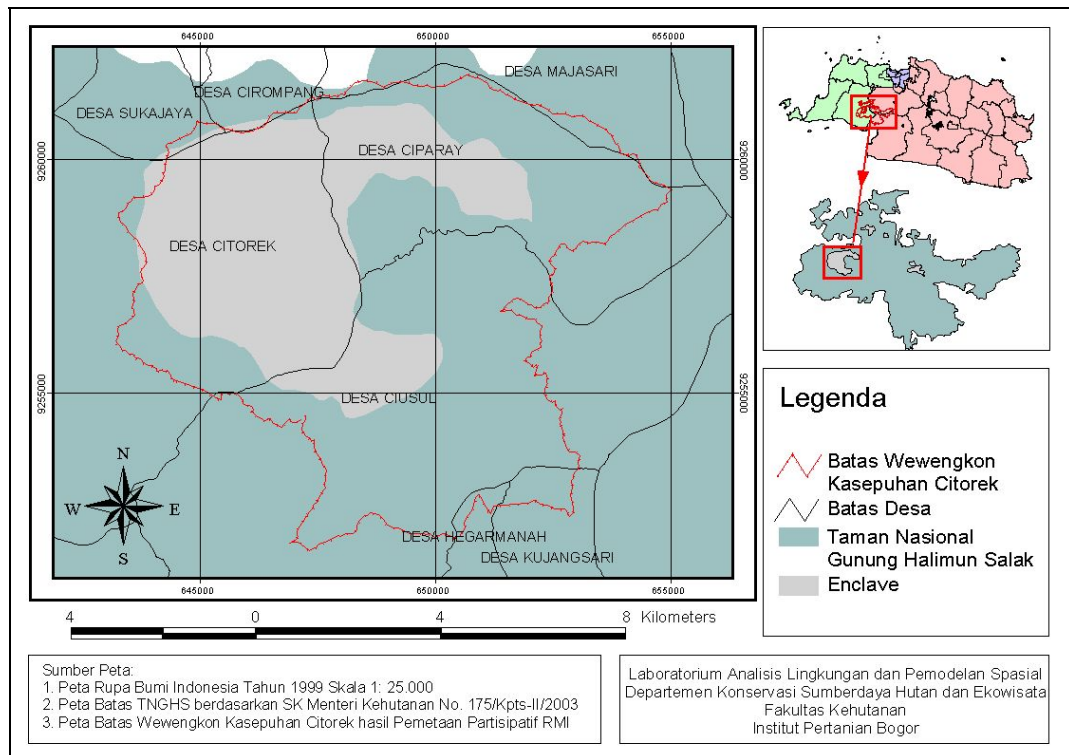 645000
650000
655000
DESA MAJASARI
DESA CIROMPANG
DESA SUKAJAYA
DESA CIPARAY
9260000
9260000
DESA CITOREK
9255000
9255000
DESA CIUSUL
N
W
E
S
DESA HEGARMANAH
DESA KUJANGSARI
645000
650000
655000
4 0 4 8 Kilometers
Legenda
Batas Wewengkon
Kasepuhan Citorek
Batas Desa
Taman Nasional
Gunung Halimun Salak
Enclave
Sumber Peta:
1. Peta Rupa Bumi Indonesia Tahun 1999 Skala 1: 25.000
2. Peta Batas TNGHS berdasarkan SK Menteri Kehutanan No. 175/Kpts-II/2003
3. Peta Batas Wewengkon Kasepuhan Citorek hasil Pemetaan Partisipatif RMI
Laboratorium Analisis Lingkungan dan Pemodelan Spasial
Departemen Konservasi Sumberdaya Hutan dan Ekowisata
Fakultas Kehutanan
Institut Pertanian Bogor